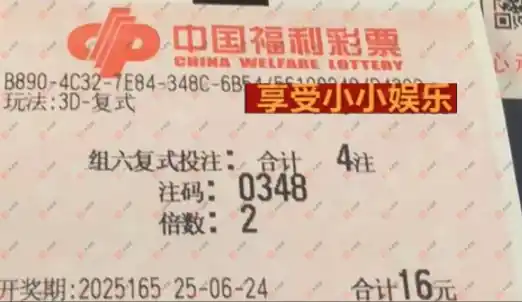 中国福利彩票
CHINA WELFARE LOTTERY
B890-4C32-7E84-348C-6B54/
玩法:3D-复式
享受小小娱乐
组六复式投注: 合计 4注
注码: 0348
倍数: 2
开奖期:2025165 25-06-24 合计16元